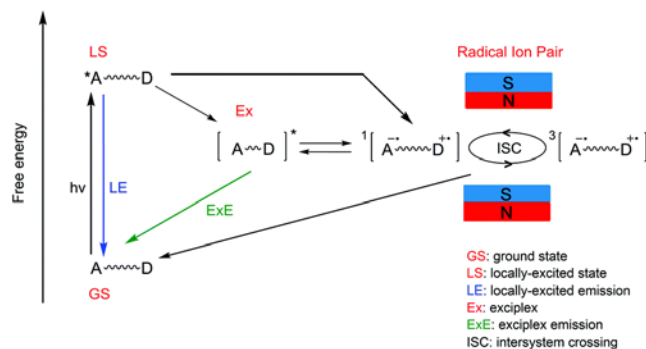 LS
Radical Ion Pair
*A D
S
N
Ex
[ A D ]* 1[ A−• D+• ] ISC 3[ A−• D+• ]
Free energy
hν
LE
ExE
S
N
A D
GS
GS: ground state
LS: locally-excited state
LE: locally-excited emission
Ex: exciplex
ExE: exciplex emission
ISC: intersystem crossing